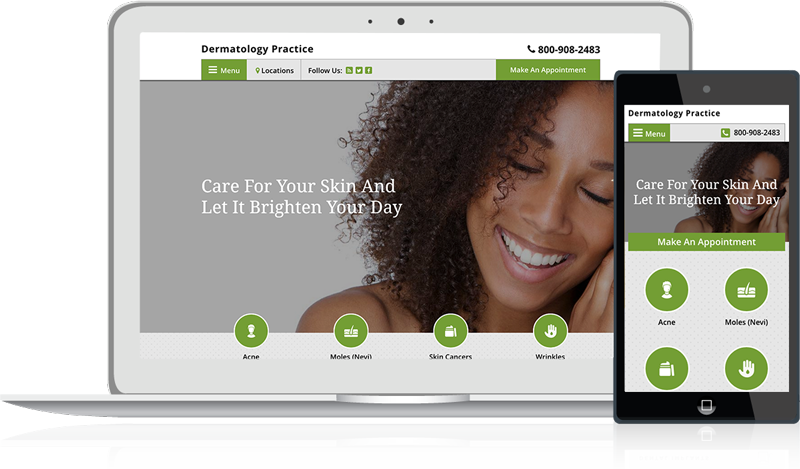 Dermatology Practice
800-908-2483
Menu
Locations
Follow Us:
Make An Appointment
Care For Your Skin And
Let It Brighten Your Day
Acne
Moles (Nevi)
Skin Cancers
Wrinkles
Dermatology Practice
Menu
800-908-2483
Care For Your Skin And
Let It Brighten Your Day
Make An Appointment
Acne
Moles (Nevi)